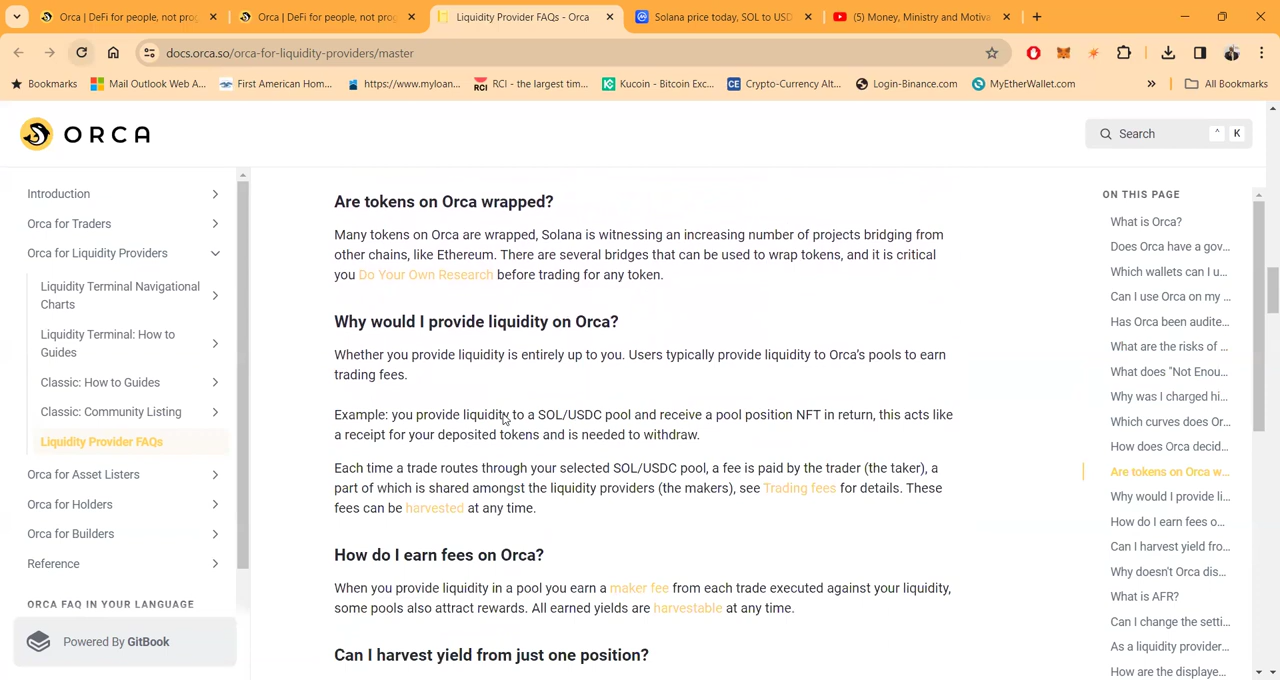 Orca | DeFi for people, not prog
Orca | DeFi for people, not prog
Liquidity Provider FAQs - Orca
Solana price today, SOL to USD
(5) Money, Ministry and Motiva
docs.orca.so/orca-for-liquidity-providers/master
Bookmarks
Mail Outlook Web A...
First American Hom...
https://www.myloan...
RCI
RCI - the largest tim...
Kucoin - Bitcoin Exc...
CE
Crypto-Currency Alt...
Login-Binance.com
MyEtherWallet.com
»
All Bookmarks
ORCA
Search
^ K
Introduction
Orca for Traders
Orca for Liquidity Providers
Liquidity Terminal Navigational
Charts
Liquidity Terminal: How to
Guides
Classic: How to Guides
Classic: Community Listing
Liquidity Provider FAQs
Orca for Asset Listers
Orca for Holders
Orca for Builders
Reference
ORCA FAQ IN YOUR LANGUAGE
Powered By GitBook
Are tokens on Orca wrapped?
Many tokens on Orca are wrapped, Solana is witnessing an increasing number of projects bridging from
other chains, like Ethereum. There are several bridges that can be used to wrap tokens, and it is critical
you Do Your Own Research before trading for any token.
Why would I provide liquidity on Orca?
Whether you provide liquidity is entirely up to you. Users typically provide liquidity to Orca's pools to earn
trading fees.
Example: you provide liquidity to a SOL/USDC pool and receive a pool position NFT in return, this acts like
a receipt for your deposited tokens and is needed to withdraw.
Each time a trade routes through your selected SOL/USDC pool, a fee is paid by the trader (the taker), a
part of which is shared amongst the liquidity providers (the makers), see Trading fees for details. These
fees can be harvested at any time.
How do I earn fees on Orca?
When you provide liquidity in a pool you earn a maker fee from each trade executed against your liquidity,
some pools also attract rewards. All earned yields are harvestable at any time.
Can I harvest yield from just one position?
ON THIS PAGE
What is Orca?
Does Orca have a gov...
Which wallets can I u...
Can I use Orca on my ...
Has Orca been audite...
What are the risks of ...
What does "Not Enou...
Why was I charged hi...
Which curves does Or...
How does Orca decid...
Are tokens on Orca w...
Why would I provide li...
How do I earn fees o...
Can I harvest yield fro...
Why doesn't Orca dis...
What is AFR?
Can I change the setti...
As a liquidity provider...
How are the displaye...